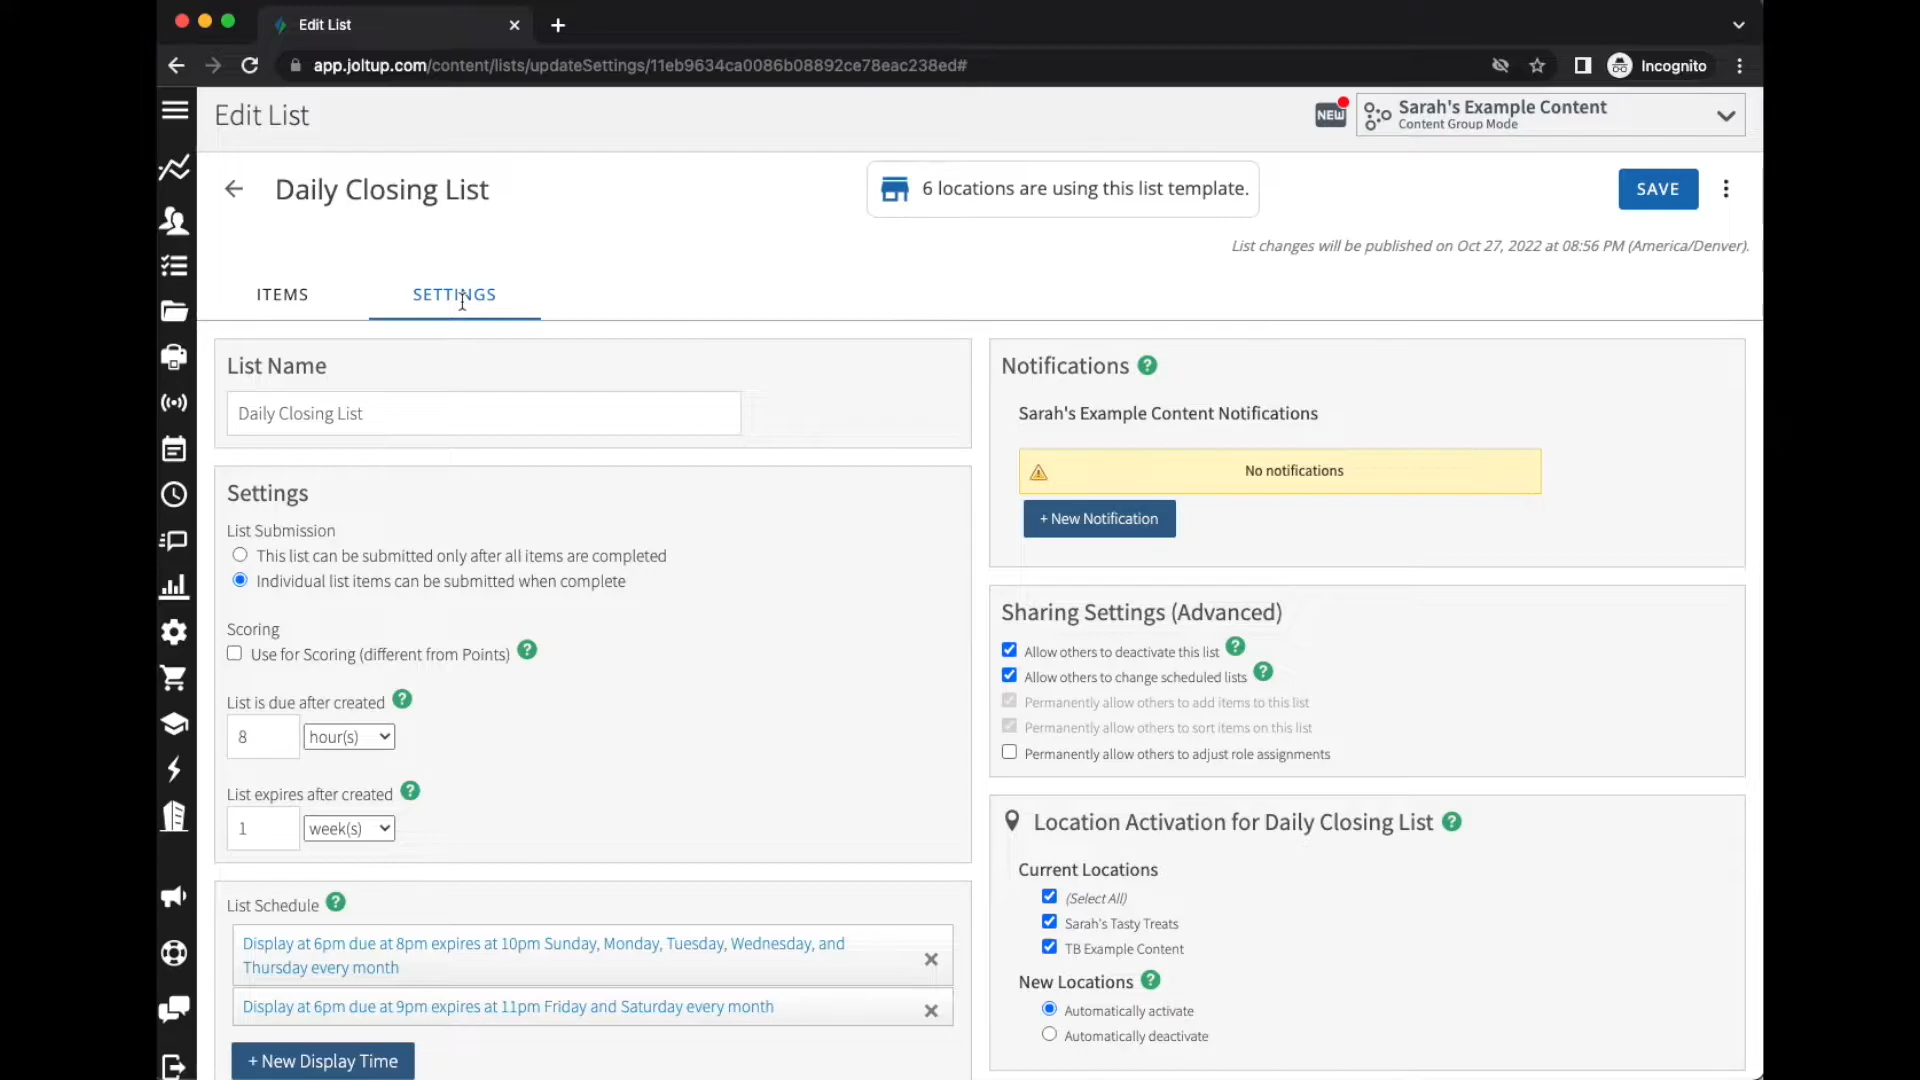 Edit List
app.joltup.com/content/lists/updateSettings/11eb9634ca0086b08892ce78eac238ed#
Incognito
Edit List
NEW
Sarah's Example Content
Content Group Mode
Daily Closing List
6 locations are using this list template.
SAVE
List changes will be published on Oct 27, 2022 at 08:56 PM (America/Denver).
ITEMS
SETTINGS
List Name
Daily Closing List
Settings
List Submission
This list can be submitted only after all items are completed
Individual list items can be submitted when complete
Scoring
Use for Scoring (different from Points) ?
List is due after created ?
8 hour(s)
List expires after created ?
1 week(s)
List Schedule ?
Display at 6pm due at 8pm expires at 10pm Sunday, Monday, Tuesday, Wednesday, and
Thursday every month
Display at 6pm due at 9pm expires at 11pm Friday and Saturday every month
+ New Display Time
Notifications ?
Sarah's Example Content Notifications
No notifications
+ New Notification
Sharing Settings (Advanced)
Allow others to deactivate this list ?
Allow others to change scheduled lists ?
Permanently allow others to add items to this list
Permanently allow others to sort items on this list
Permanently allow others to adjust role assignments
Location Activation for Daily Closing List ?
Current Locations
(Select All)
Sarah's Tasty Treats
TB Example Content
New Locations ?
Automatically activate
Automatically deactivate